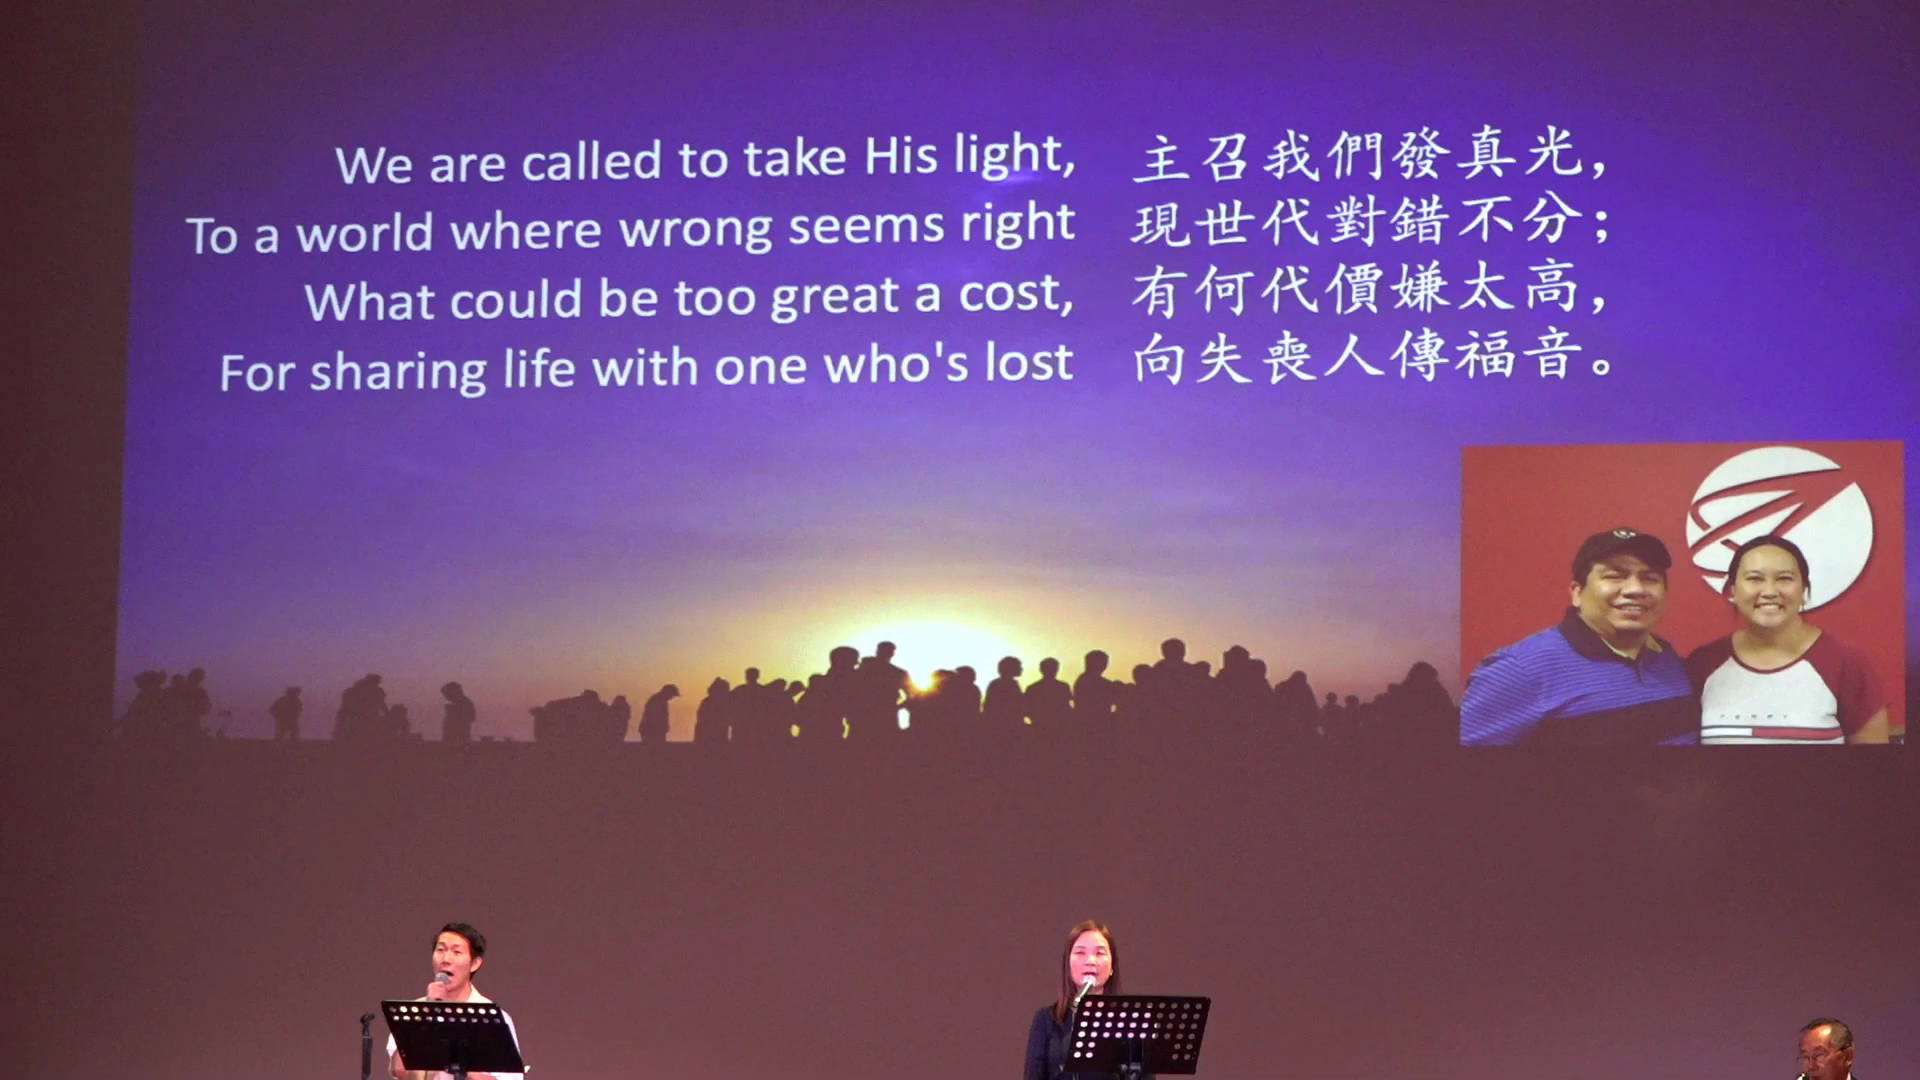 We are called to take His light,
To a world where wrong seems right
What could be too great a cost,
For sharing life with one who's lost
主召我們發真光，
現世代對錯不分；
有何代價嫌太高，
向失喪人傳福音。
TOMMY